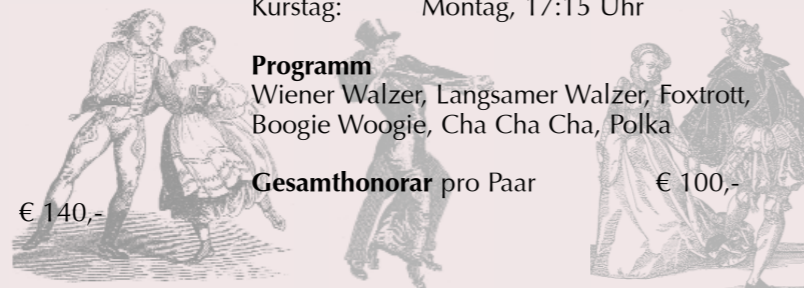 Kurstag: Montag, 17:15 Uhr
Programm
Wiener Walzer, Langsamer Walzer, Foxtrott,
Boogie Woogie, Cha Cha Cha, Polka
Gesamthonorar pro Paar € 100,-
€ 140,-